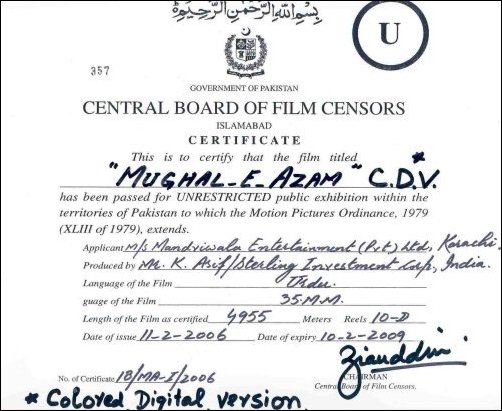 بِسْمِ اللهِ الرَّحْمٰنِ الرَّحِيْمِ
U
357
GOVERNMENT OF PAKISTAN
CENTRAL BOARD OF FILM CENSORS
ISLAMABAD
CERTIFICATE
This is to certify that the film titled
"MUGHAL-E-AZAM" C.D.V.*
has been passed for UNRESTRICTED public exhibition within the
territories of Pakistan to which the Motion Pictures Ordinance, 1979
(XLIII of 1979), extends.
Applicant M/s Mandviwala Entertainment (Pvt) Ltd, Karachi.
Produced by Mr. K. Asif/Sterling Investment Corp, India.
Language of the Film Urdu.
guage of the Film 35.M.M.
Length of the Film as certified 4955 Meters Reels 10-D
Date of issue 11-2-2006 Date of expiry 10-2-2009
Ziauddin.
No. of Certificate 18/MA-I/2006
CHAIRMAN
Central Board of Film Censors.
* Colored Digital version.